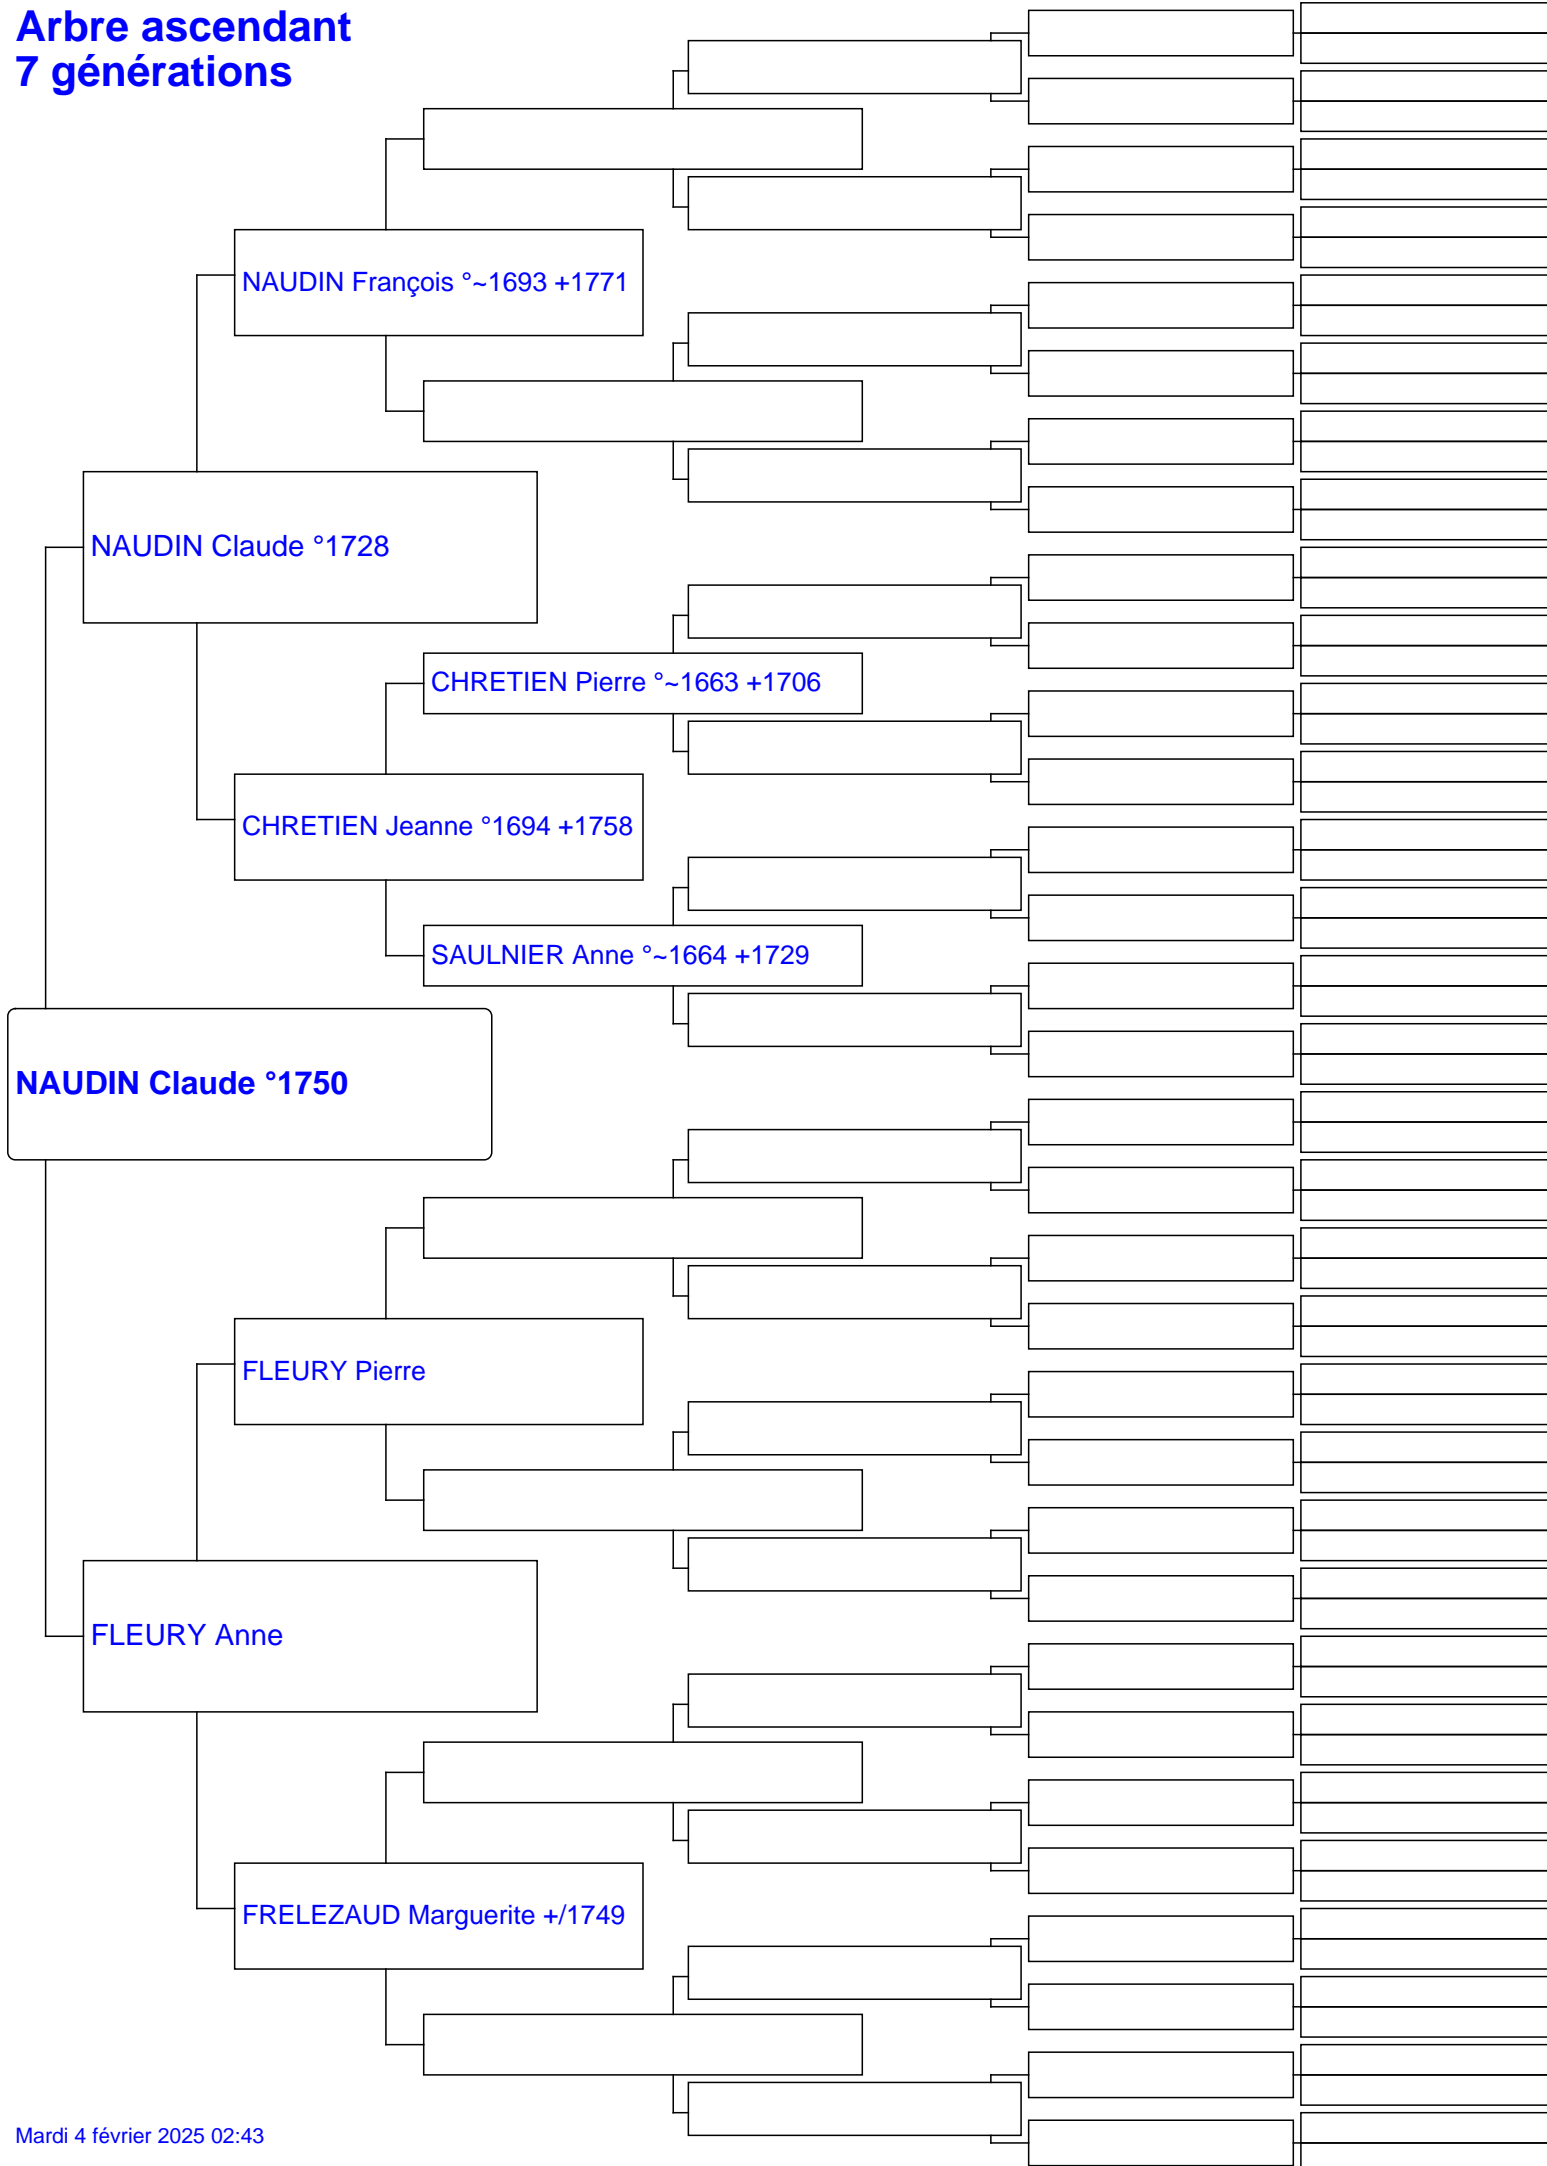 Arbre ascendant
7 générations
NAUDIN François °~1693 +1771
NAUDIN Claude °1728
CHRETIEN Pierre °~1663 +1706
CHRETIEN Jeanne °1694 +1758
SAULNIER Anne °~1664 +1729
NAUDIN Claude °1750
FLEURY Pierre
FLEURY Anne
FRELEZAUD Marguerite +/1749
Mardi 4 février 2025 02:43